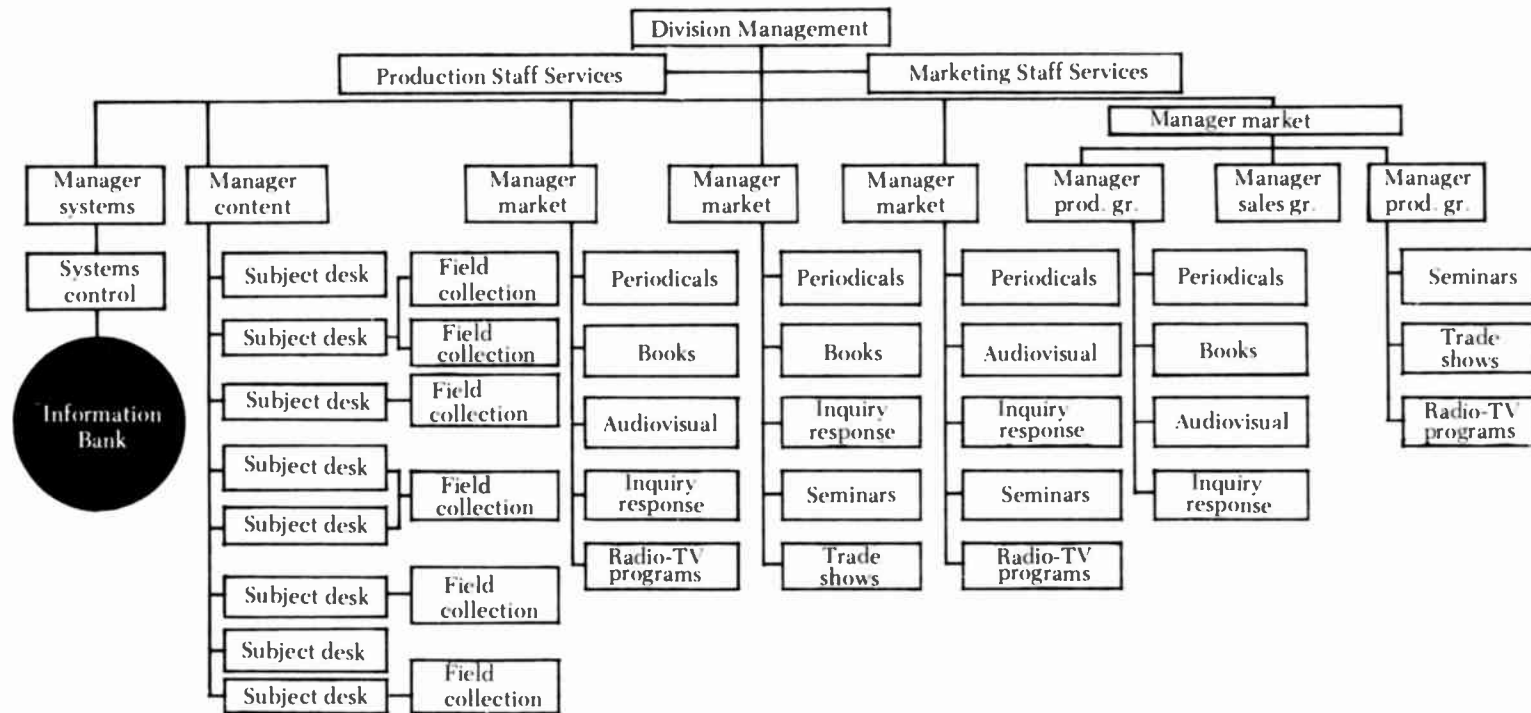 Division Management
Production Staff Services
Marketing Staff Services
Manager market
Manager
systems
Manager
content
Manager
market
Manager
market
Manager
market
Manager
prod. gr.
Manager
sales gr.
Manager
prod. gr.
Systems
control
Information
Bank
Subject desk
Subject desk
Subject desk
Subject desk
Subject desk
Subject desk
Subject desk
Subject desk
Field
collection
Field
collection
Field
collection
Field
collection
Field
collection
Field
collection
Periodicals
Books
Audiovisual
Inquiry
response
Radio-TV
programs
Periodicals
Books
Inquiry
response
Seminars
Trade
shows
Periodicals
Audiovisual
Inquiry
response
Seminars
Radio-TV
programs
Periodicals
Books
Audiovisual
Inquiry
response
Seminars
Trade
shows
Radio-TV
programs